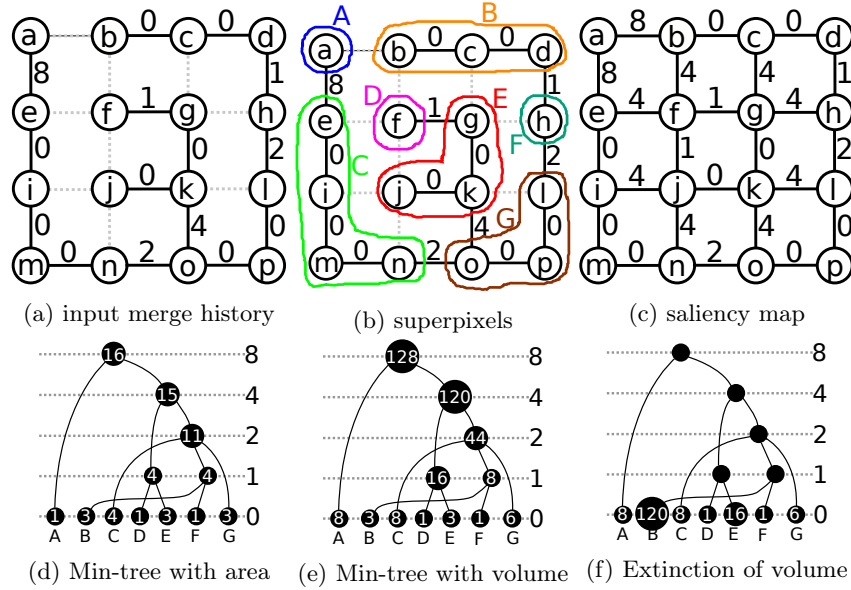 a b 0 c 0 d
8 1
e f 1 g h
0 0 2
i j 0 k l
0 4 0
m 0 n 2 o 0 p
(a) input merge history
A B
a b 0 c 0 d
8 1
D E
e f 1 g h
F
0 C 0 2
i j 0 k l
G
0 4 0
m 0 n 2 o 0 p
(b) superpixels
a 8 b 0 c 0 d
8 4 4 1
e 4 f 1 g 4 h
0 1 0 2
i 4 j 0 k 4 l
0 0 4 0
m 0 n 2 o 0 p
(c) saliency map
16 8
15 4
11 2
4 4 1
1 3 4 1 3 1 3 0
A B C D E F G
(d) Min-tree with area
128 8
120 4
44 2
16 8 1
8 3 8 1 3 1 6 0
A B C D E F G
(e) Min-tree with volume
8
4
2
1
8 120 8 1 16 1 6 0
A B C D E F G
(f) Extinction of volume